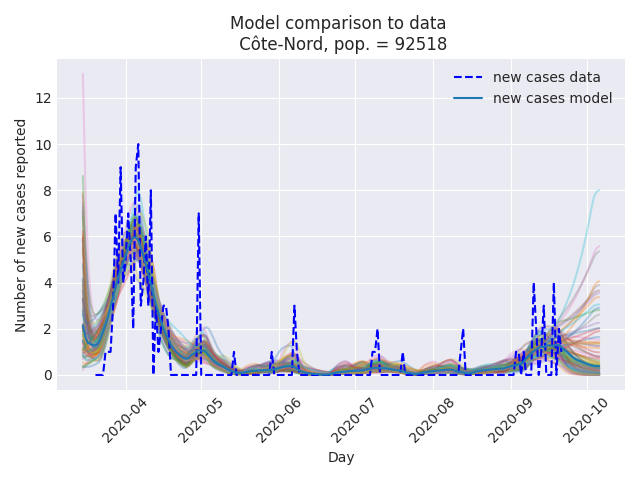 Model comparison to data
Côte-Nord, pop. = 92518
new cases data
new cases model
Number of new cases reported
12
10
8
6
4
2
0
2020-04
2020-05
2020-06
2020-07
2020-08
2020-09
2020-10
Day